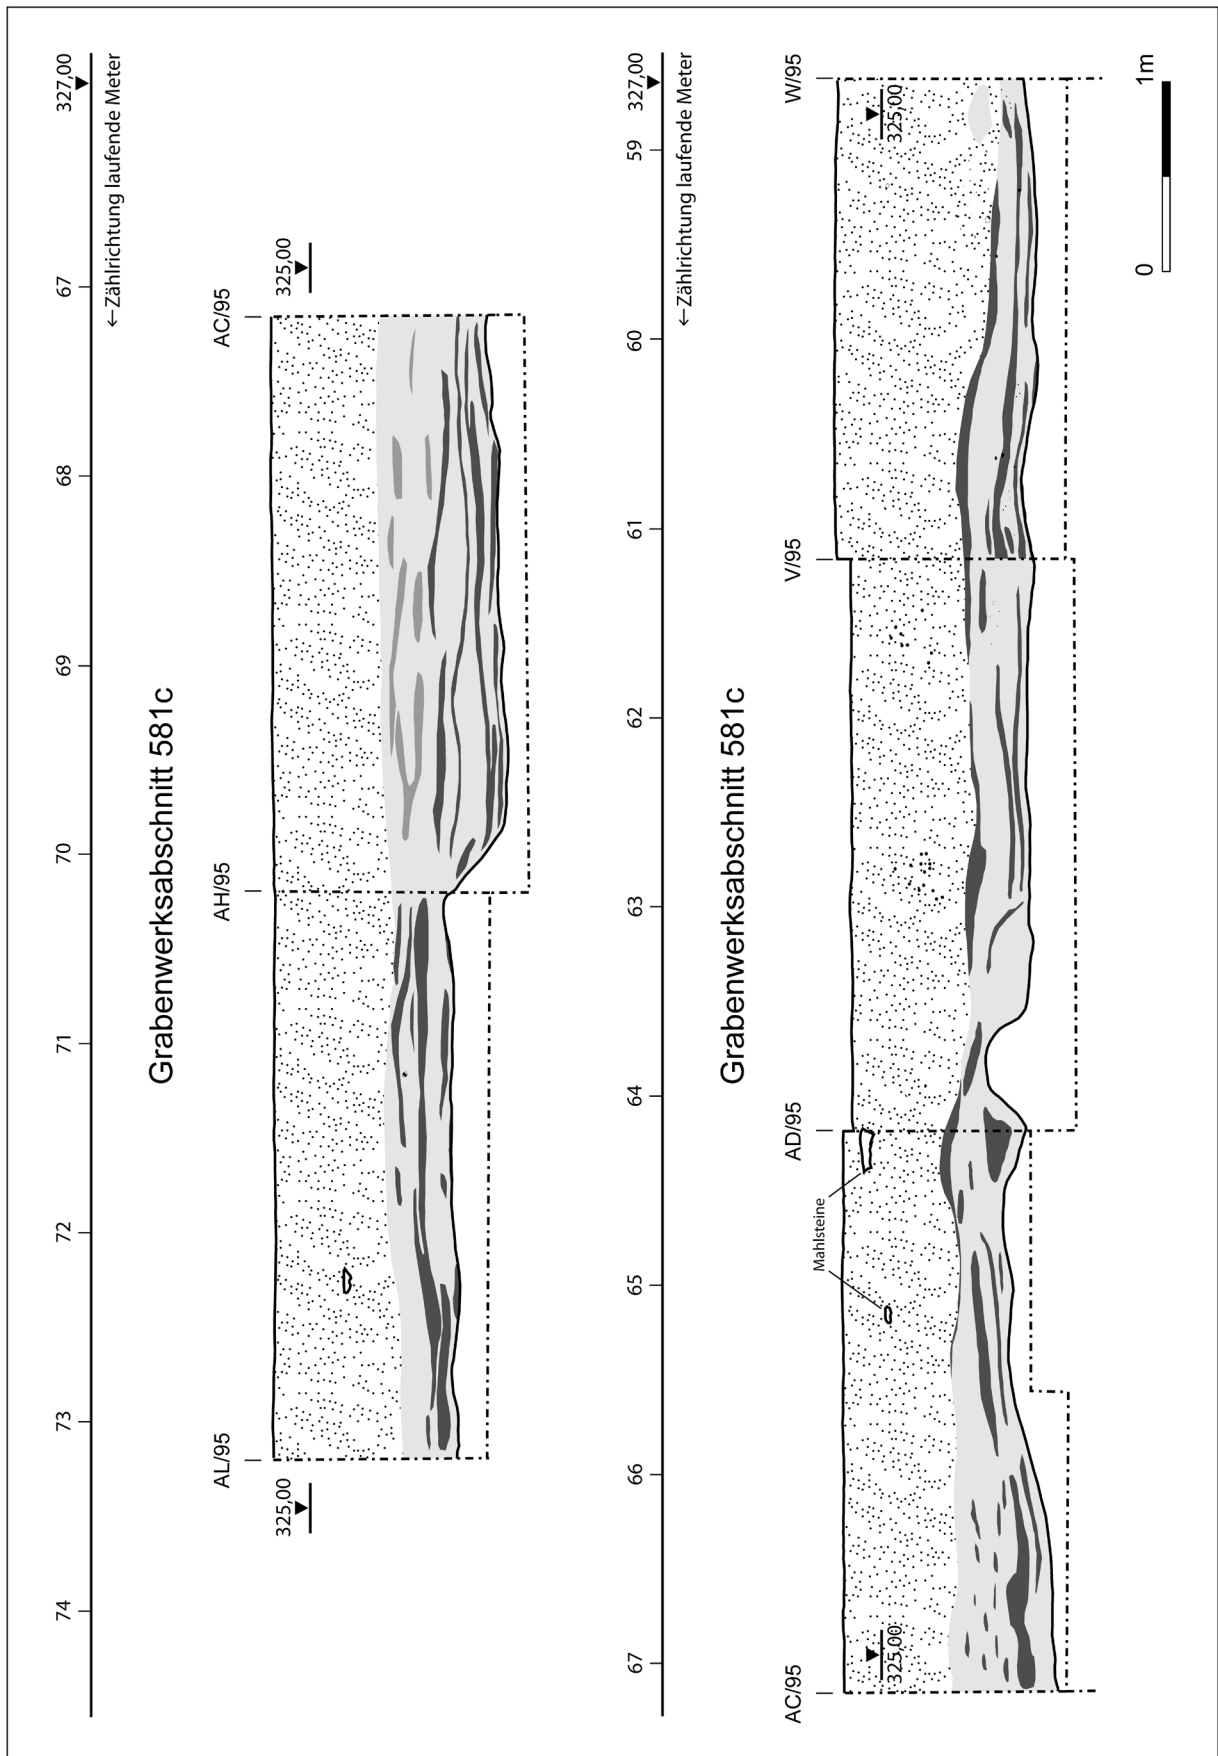 Grabenwerksabschnitt 581c
327,00
←Zählrichtung laufende Meter
74
73
72
71
70
69
68
67
AL/95
AH/95
AC/95
325,00
325,00
Grabenwerksabschnitt 581c
327,00
←Zählrichtung laufende Meter
67
66
65
64
63
62
61
60
59
AC/95
AD/95
V/95
W/95
Mahlsteine
325,00
325,00
0
1m